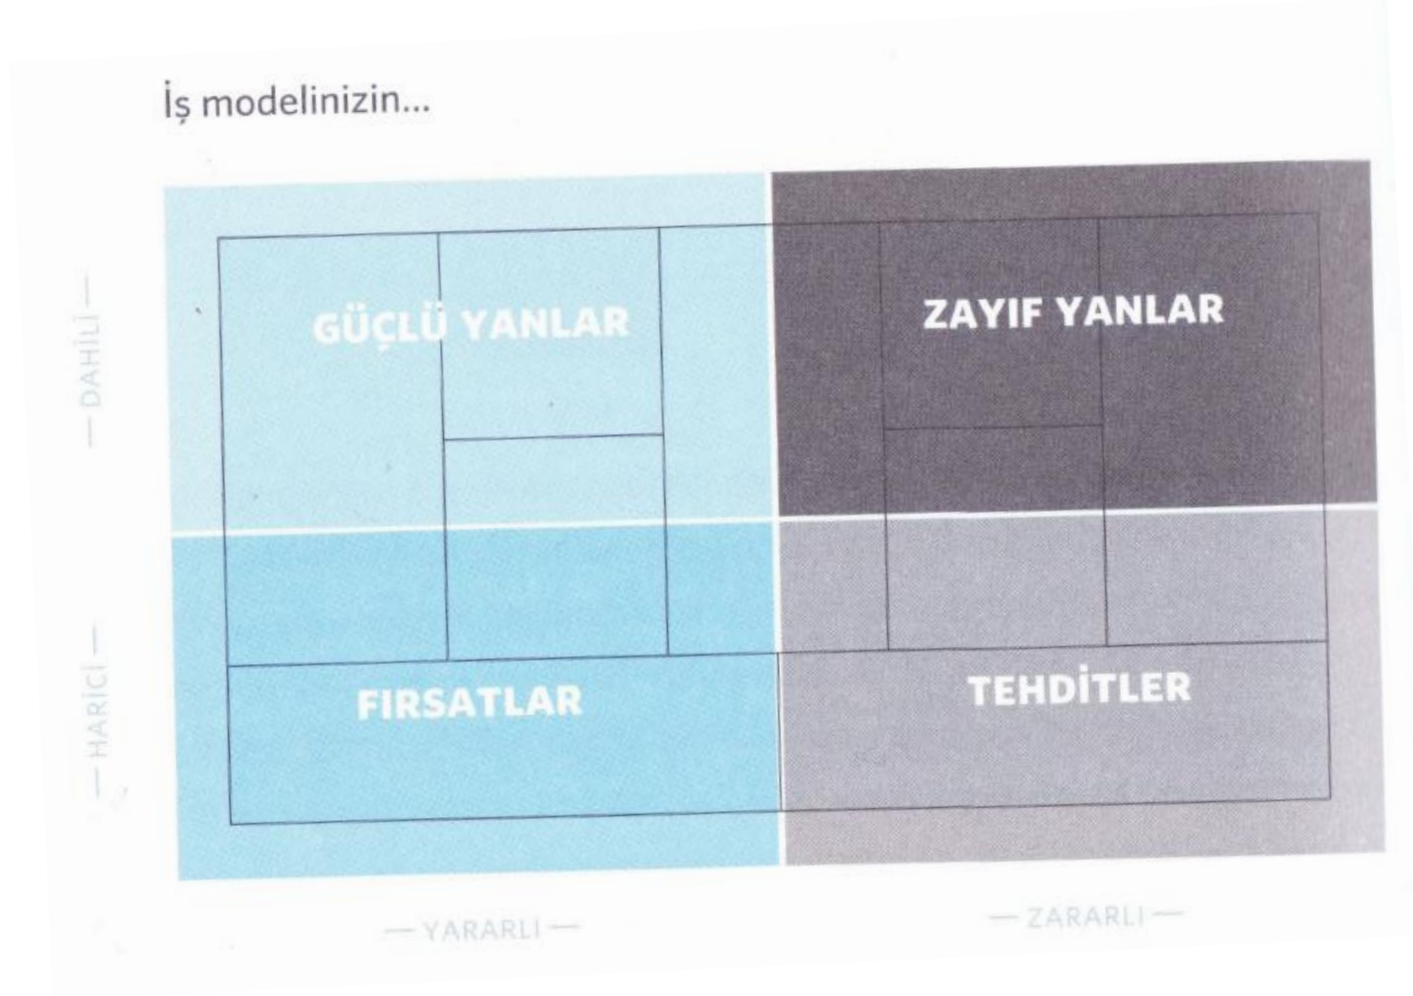 İş modelinizin...
GÜÇLÜ YANLAR
ZAYIF YANLAR
— DAHİLİ —
FIRSATLAR
TEHDİTLER
— HARİCİ —
— YARARLI —
— ZARARLI —